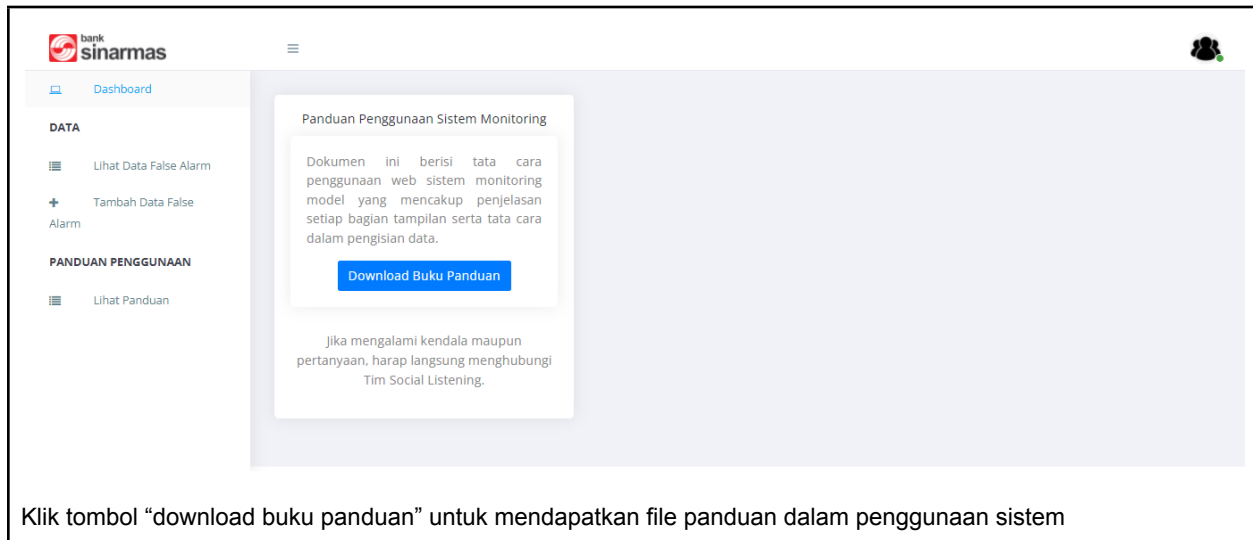 bank
sinarmas
Dashboard
DATA
Lihat Data False Alarm
Tambah Data False
Alarm
PANDUAN PENGGUNAAN
Lihat Panduan
Panduan Penggunaan Sistem Monitoring
Dokumen ini berisi tata cara
penggunaan web sistem monitoring
model yang mencakup penjelasan
setiap bagian tampilan serta tata cara
dalam pengisian data.
Download Buku Panduan
Jika mengalami kendala maupun
pertanyaan, harap langsung menghubungi
Tim Social Listening.
Klik tombol “download buku panduan” untuk mendapatkan file panduan dalam penggunaan sistem